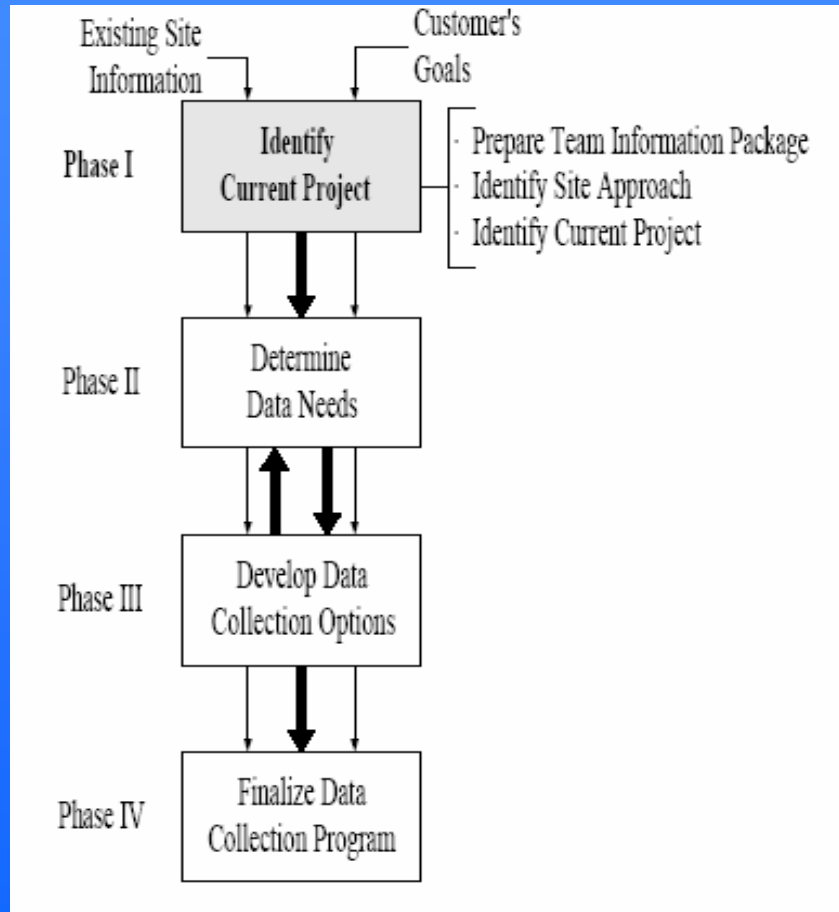 Existing Site
Information
Customer's
Goals
Phase I
Identify
Current Project
· Prepare Team Information Package
· Identify Site Approach
· Identify Current Project
Phase II
Determine
Data Needs
Phase III
Develop Data
Collection Options
Phase IV
Finalize Data
Collection Program